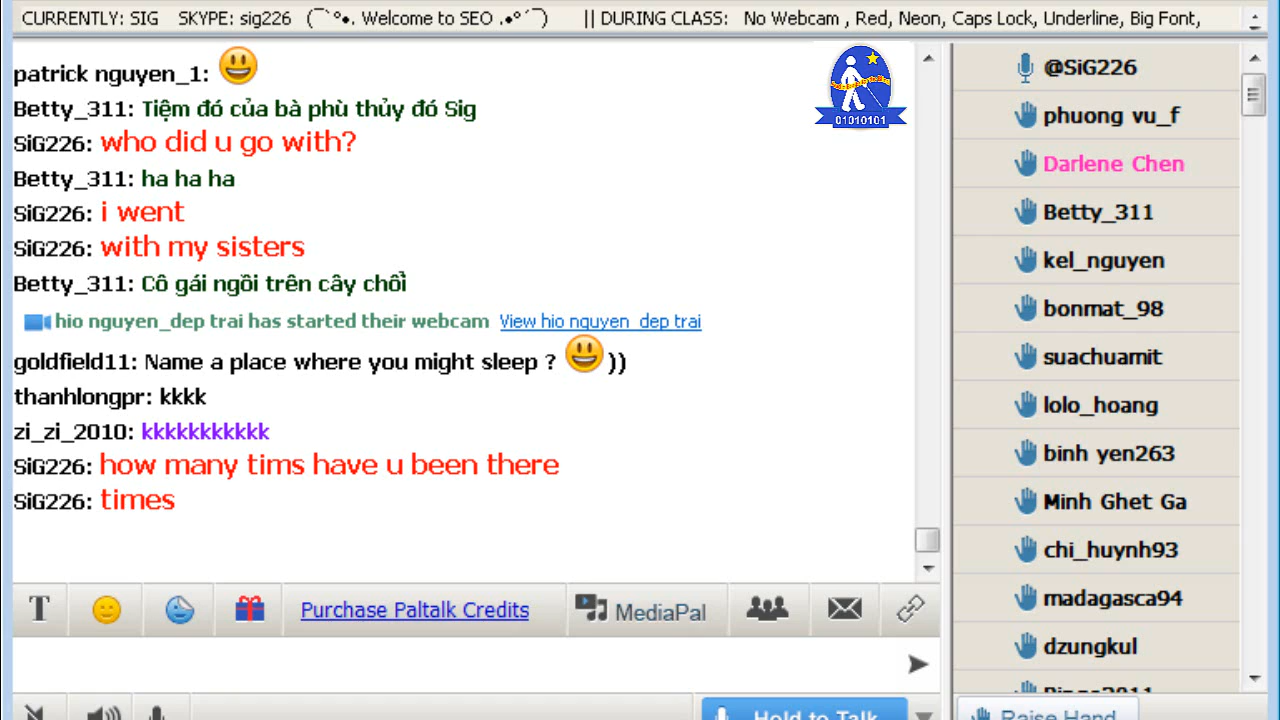 CURRENTLY: SIG SKYPE: sig226 (¯`°•. Welcome to SEO .•°´¯) || DURING CLASS: No Webcam , Red, Neon, Caps Lock, Underline, Big Font,
patrick nguyen_1:
Betty_311: Tiệm đó của bà phù thủy đó Sig
SiG226: who did u go with?
Betty_311: ha ha ha
SiG226: i went
SiG226: with my sisters
Betty_311: Cô gái ngồi trên cây chổi
hio nguyen_dep trai has started their webcam View hio nguyen_dep trai
goldfield11: Name a place where you might sleep ? ))
thanhlongpr: kkkk
zi_zi_2010: kkkkkkkkkkk
SiG226: how many tims have u been there
SiG226: times
01010101
@SiG226
phuong vu_f
Darlene Chen
Betty_311
kel_nguyen
bonmat_98
suachuamit
lolo_hoang
binh yen263
Minh Ghet Ga
chi_huynh93
madagasca94
dzungkul
T Purchase Paltalk Credits MediaPal
Hold to Talk
Raise Hand